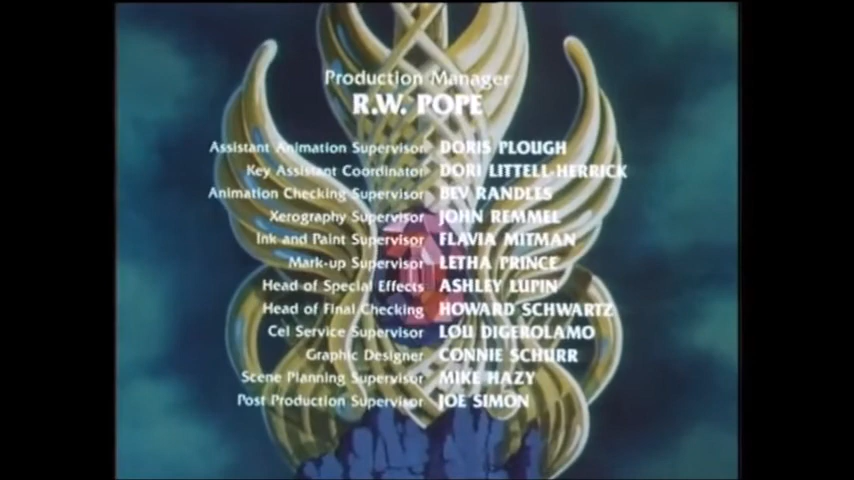 Production Manager
R.W. POPE
Assistant Animation Supervisor DORIS PLOUGH
Key Assistant Coordinator DORI LITTELL-HERRICK
Animation Checking Supervisor BEV RANDLES
Xerography Supervisor JOHN REMMEL
Ink and Paint Supervisor FLAVIA MITMAN
Mark-up Supervisor LETHA PRINCE
Head of Special Effects ASHLEY LUPIN
Head of Final Checking HOWARD SCHWARTZ
Cel Service Supervisor LOU DIGEROLAMO
Graphic Designer CONNIE SCHURR
Scene Planning Supervisor MIKE HAZY
Post Production Supervisor JOE SIMON